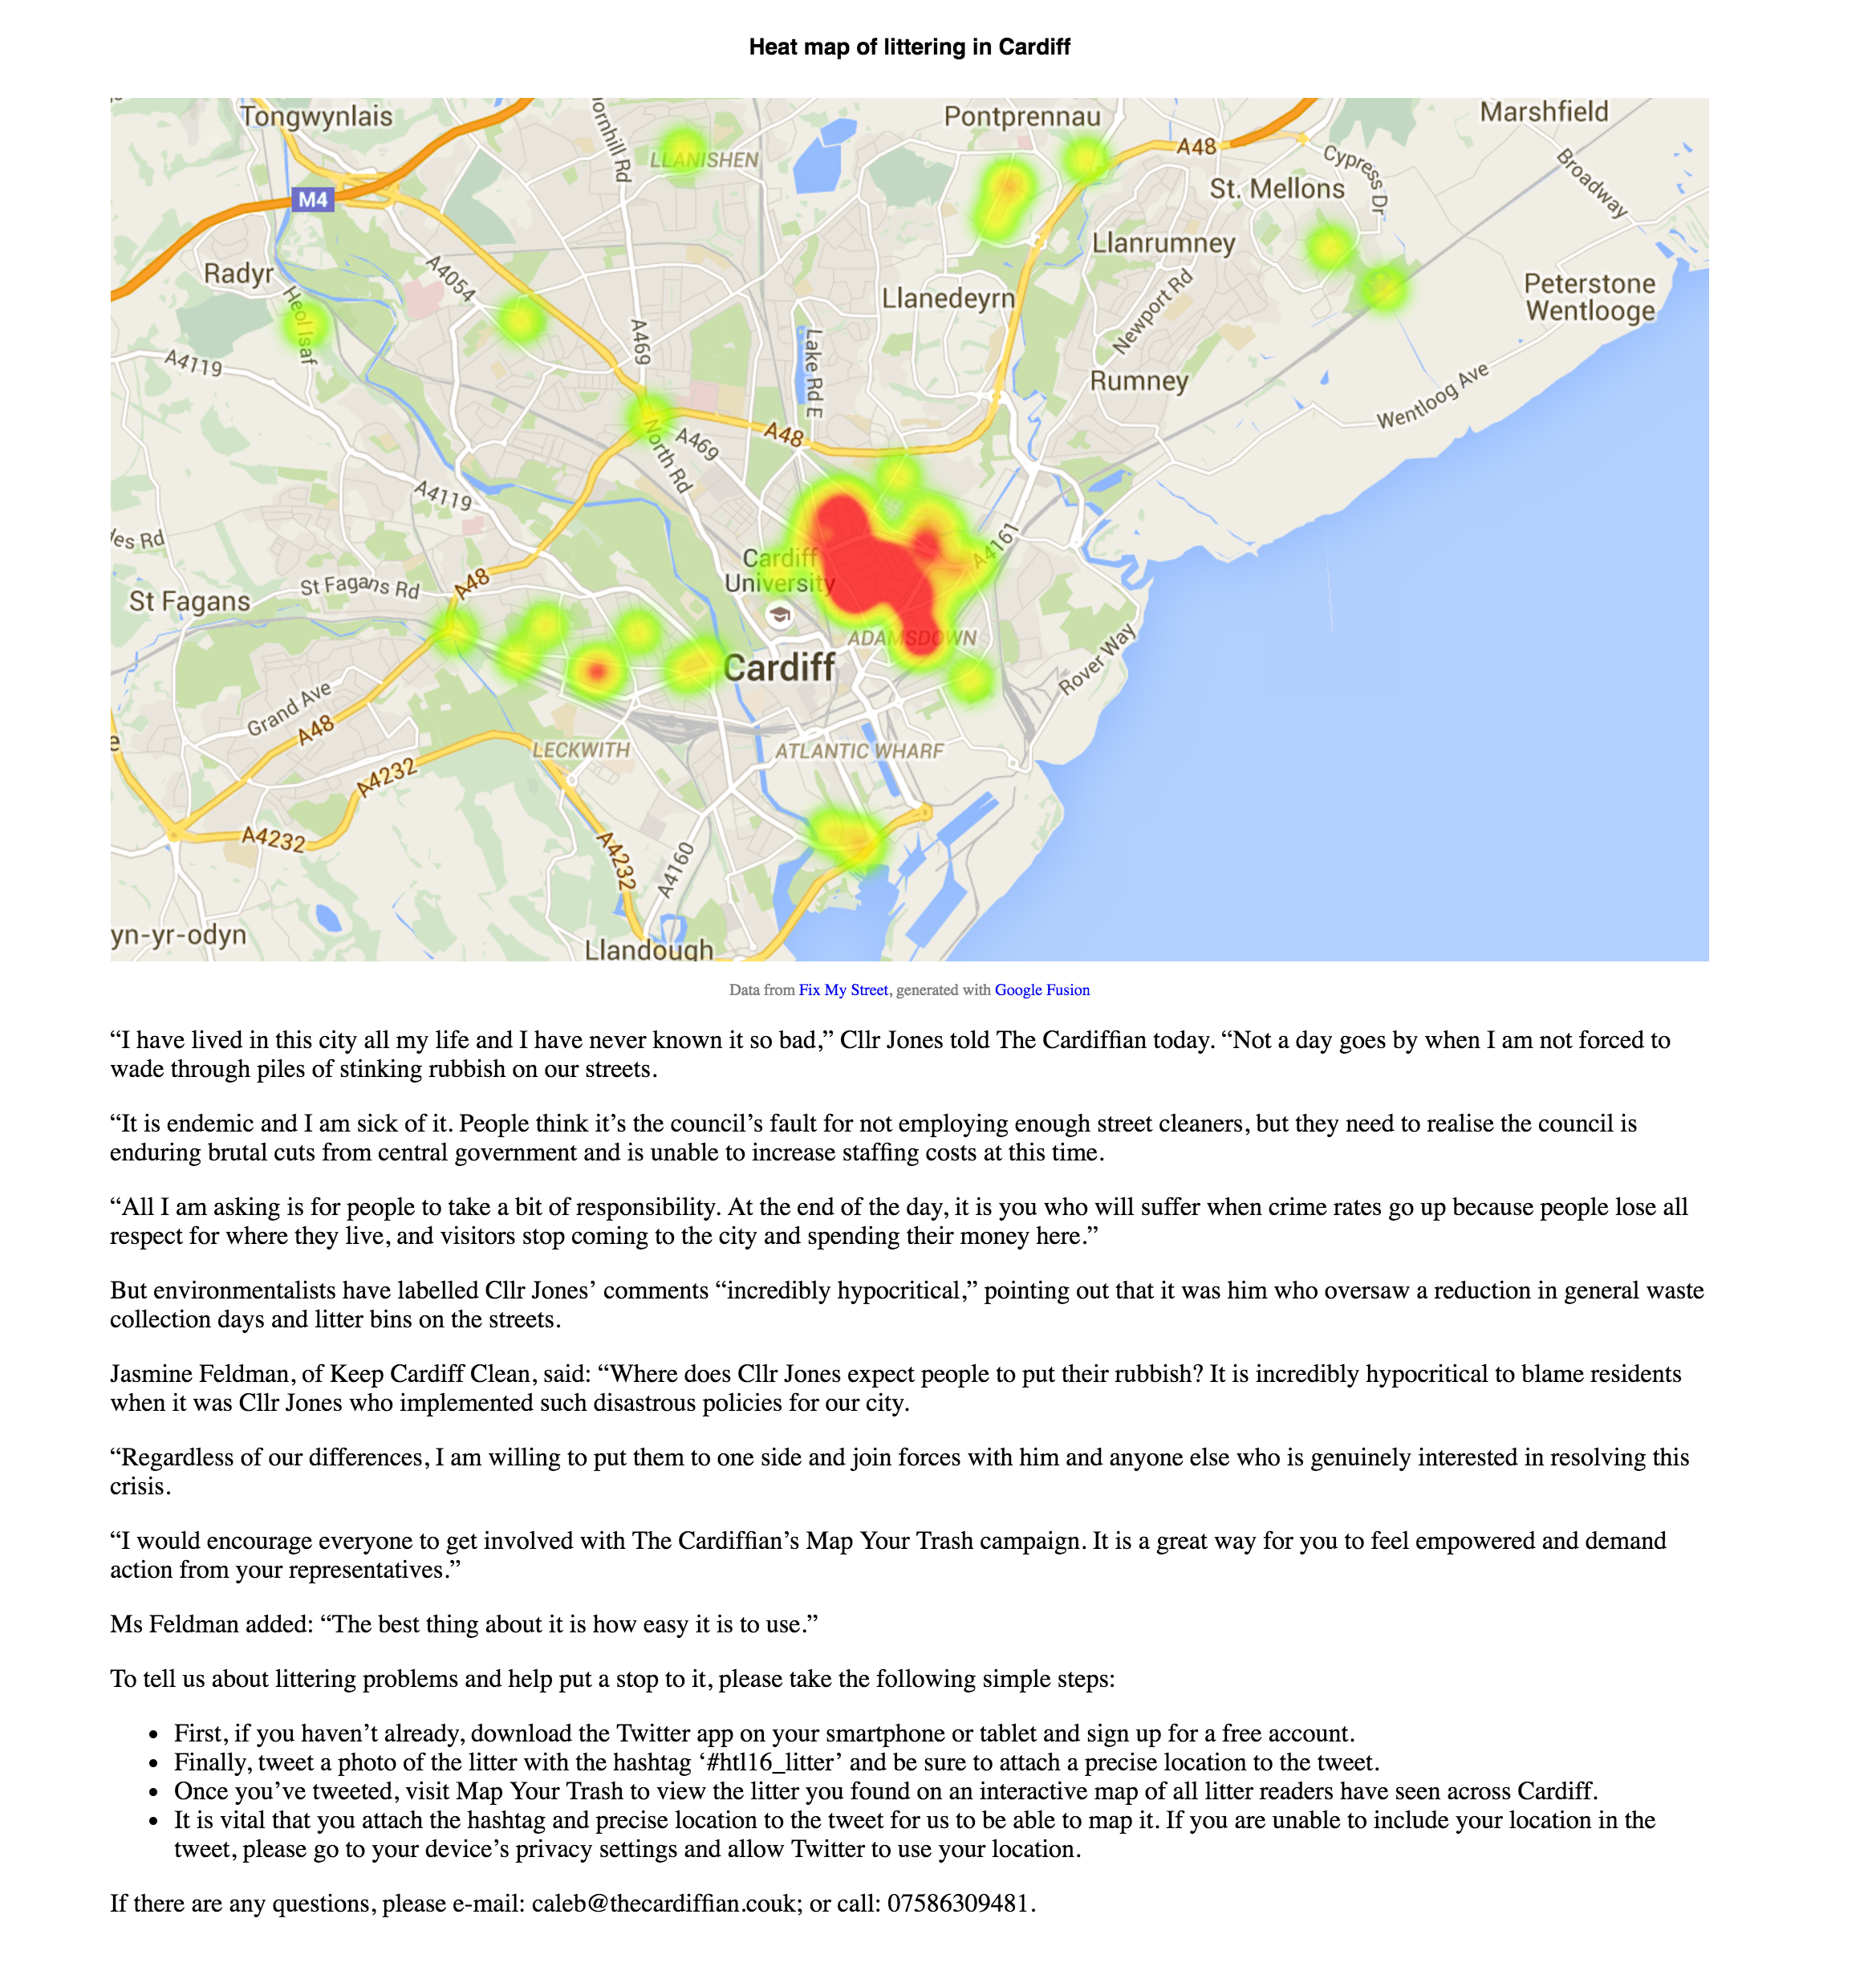 Heat map of littering in Cardiff
Tongwynlais
Pontprennau
Marshfield
LLANISHEN
A48
Cypress Dr
Broadway
M4
St. Mellons
Radyr
A4054
Llanrumney
Heol Isaf
Llanedeyrn
Newport Rd
Peterstone
Wentlooge
A4119
A469
Lake Rd E
Rumney
Wentloog Ave
North Rd
A469
A48
A4119
les Rd
Cardiff
University
A4161
St Fagans
St Fagans Rd
A48
ADAMSDOWN
Cardiff
Rover Way
Grand Ave
A48
LECKWITH
ATLANTIC WHARF
A4232
A4232
A4232
A4160
yn-yr-odyn
Llandough
Data from Fix My Street, generated with Google Fusion
“I have lived in this city all my life and I have never known it so bad,” Cllr Jones told The Cardiffian today. “Not a day goes by when I am not forced to
wade through piles of stinking rubbish on our streets.
“It is endemic and I am sick of it. People think it’s the council’s fault for not employing enough street cleaners, but they need to realise the council is
enduring brutal cuts from central government and is unable to increase staffing costs at this time.
“All I am asking is for people to take a bit of responsibility. At the end of the day, it is you who will suffer when crime rates go up because people lose all
respect for where they live, and visitors stop coming to the city and spending their money here.”
But environmentalists have labelled Cllr Jones’ comments “incredibly hypocritical,” pointing out that it was him who oversaw a reduction in general waste
collection days and litter bins on the streets.
Jasmine Feldman, of Keep Cardiff Clean, said: “Where does Cllr Jones expect people to put their rubbish? It is incredibly hypocritical to blame residents
when it was Cllr Jones who implemented such disastrous policies for our city.
“Regardless of our differences, I am willing to put them to one side and join forces with him and anyone else who is genuinely interested in resolving this
crisis.
“I would encourage everyone to get involved with The Cardiffian’s Map Your Trash campaign. It is a great way for you to feel empowered and demand
action from your representatives.”
Ms Feldman added: “The best thing about it is how easy it is to use.”
To tell us about littering problems and help put a stop to it, please take the following simple steps:
• First, if you haven’t already, download the Twitter app on your smartphone or tablet and sign up for a free account.
• Finally, tweet a photo of the litter with the hashtag ‘#htl16_litter’ and be sure to attach a precise location to the tweet.
• Once you’ve tweeted, visit Map Your Trash to view the litter you found on an interactive map of all litter readers have seen across Cardiff.
• It is vital that you attach the hashtag and precise location to the tweet for us to be able to map it. If you are unable to include your location in the
tweet, please go to your device’s privacy settings and allow Twitter to use your location.
If there are any questions, please e-mail: caleb@thecardiffian.couk; or call: 07586309481.